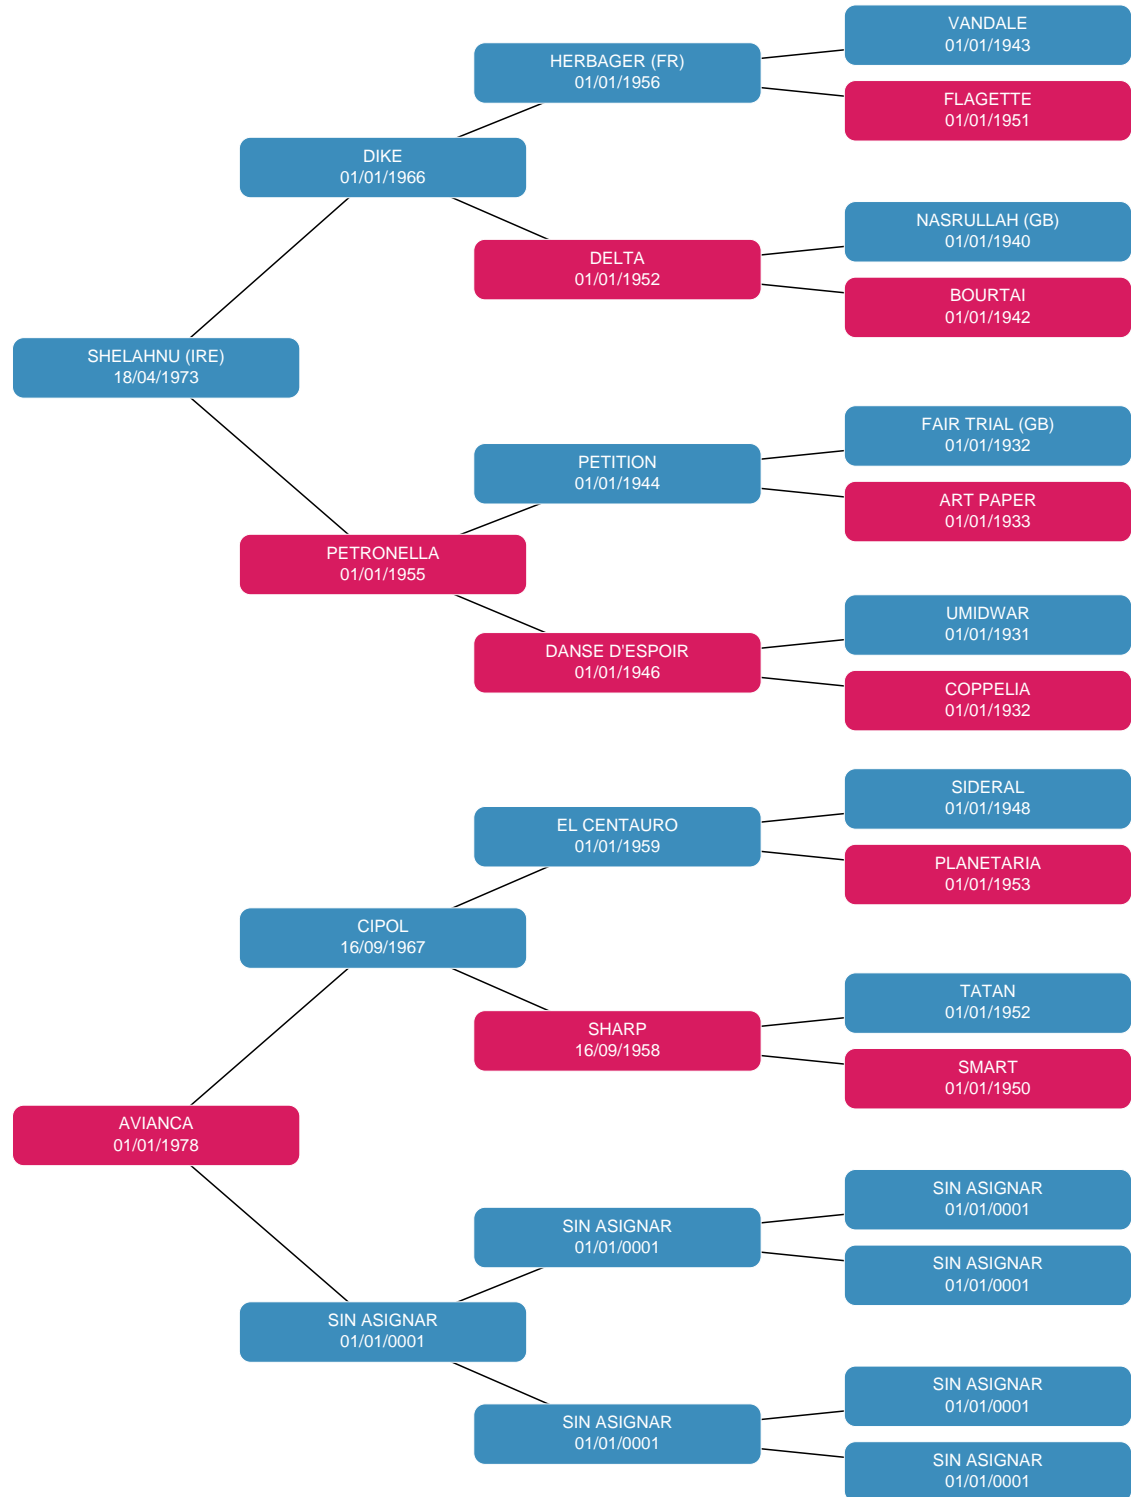 VANDALE
01/01/1943
HERBAGER (FR)
01/01/1956
FLAGETTE
01/01/1951
DIKE
01/01/1966
NASRULLAH (GB)
01/01/1940
DELTA
01/01/1952
BOURTAI
01/01/1942
SHELAHNU (IRE)
18/04/1973
FAIR TRIAL (GB)
01/01/1932
PETITION
01/01/1944
ART PAPER
01/01/1933
PETRONELLA
01/01/1955
UMIDWAR
01/01/1931
DANSE D'ESPOIR
01/01/1946
COPPELIA
01/01/1932
SIDERAL
01/01/1948
EL CENTAURO
01/01/1959
PLANETARIA
01/01/1953
CIPOL
16/09/1967
TATAN
01/01/1952
SHARP
16/09/1958
SMART
01/01/1950
AVIANCA
01/01/1978
SIN ASIGNAR
01/01/0001
SIN ASIGNAR
01/01/0001
SIN ASIGNAR
01/01/0001
SIN ASIGNAR
01/01/0001
SIN ASIGNAR
01/01/0001
SIN ASIGNAR
01/01/0001
SIN ASIGNAR
01/01/0001